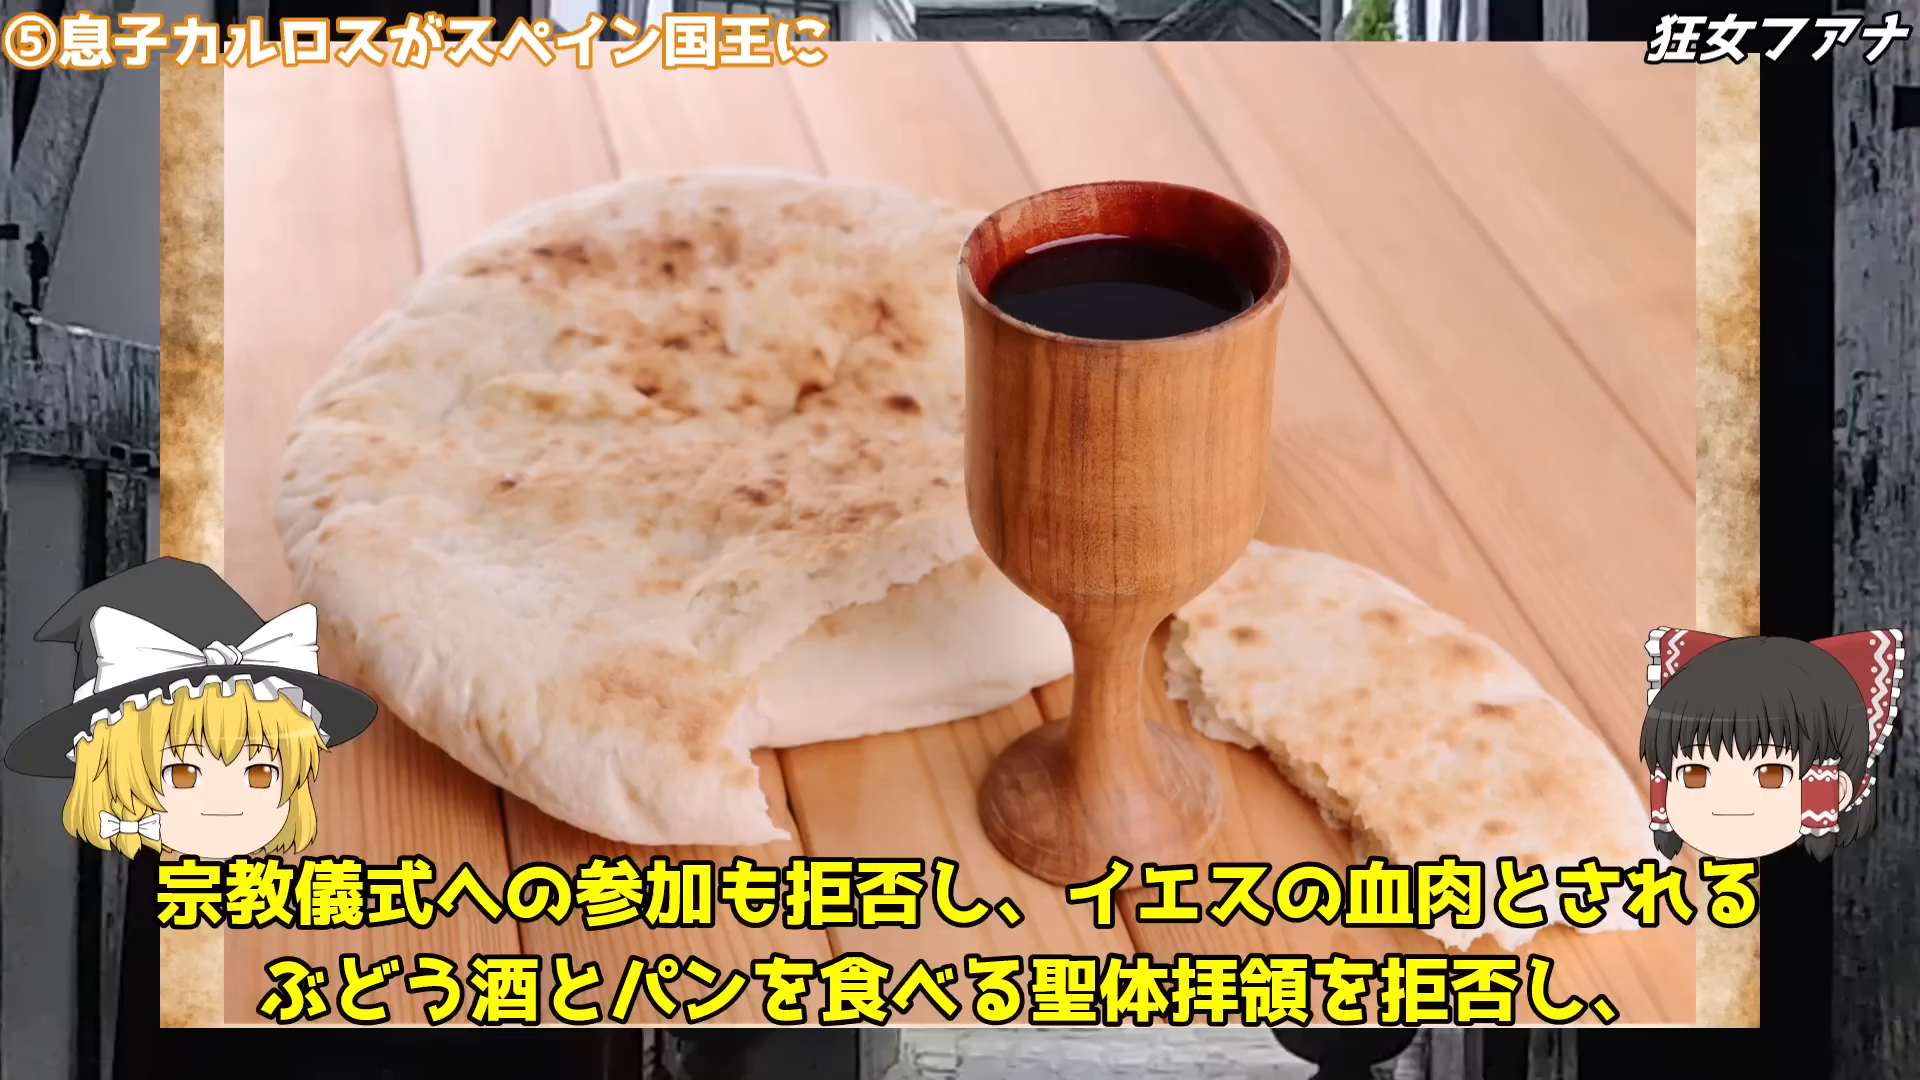 ⑤息子カルロスがスペイン国王に
狂女フアナ
宗教儀式への参加も拒否し、イエスの血肉とされる
ぶどう酒とパンを食べる聖体拝領を拒否し、